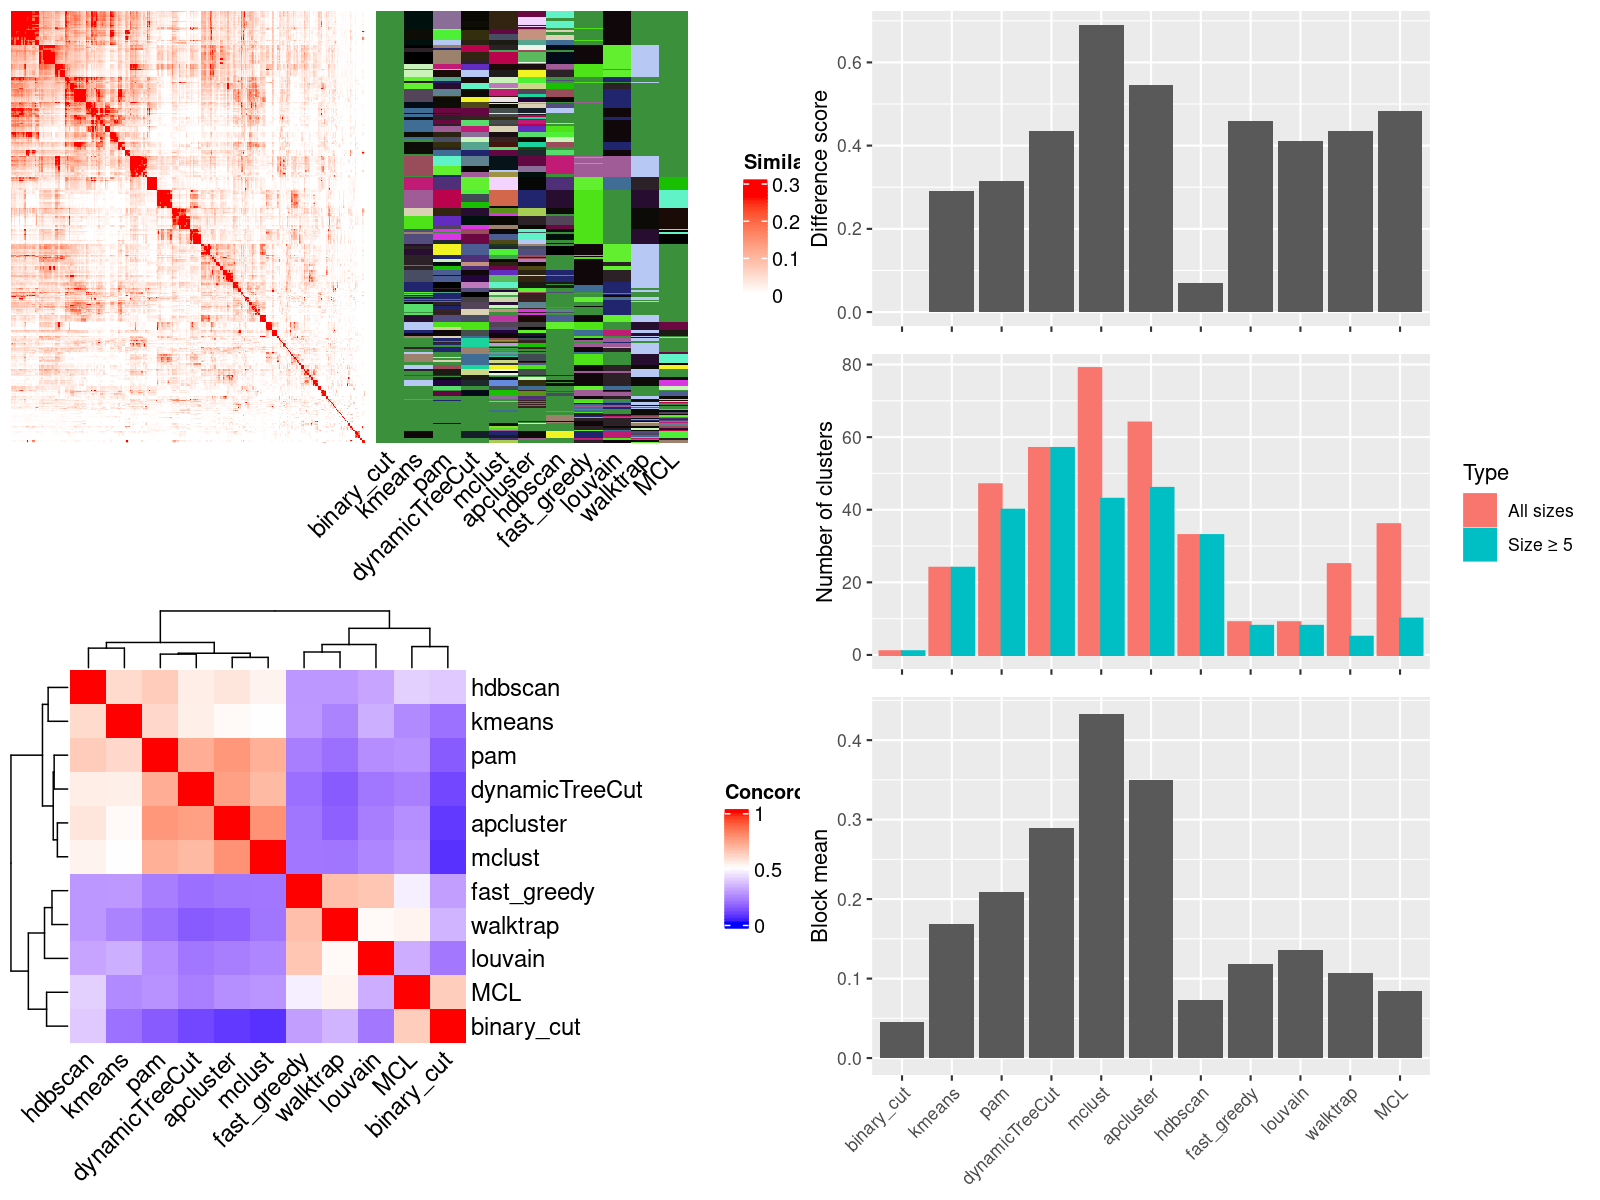 Simila
0.3
0.2
0.1
0
binary_cut
kmeans
pam
dynamicTreeCut
mclust
apcluster
hdbscan
fast_greedy
louvain
walktrap
MCL
hdbscan
kmeans
pam
dynamicTreeCut
apcluster
mclust
fast_greedy
walktrap
louvain
MCL
binary_cut
hdbscan
kmeans
pam
dynamicTreeCut
apcluster
mclust
fast_greedy
walktrap
louvain
MCL
binary_cut
Concord
1
0.5
0
Difference score
0.6
0.4
0.2
0.0
Number of clusters
80
60
40
20
0
Type
All sizes
Size ≥ 5
Block mean
0.4
0.3
0.2
0.1
0.0
binary_cut
kmeans
pam
dynamicTreeCut
mclust
apcluster
hdbscan
fast_greedy
louvain
walktrap
MCL